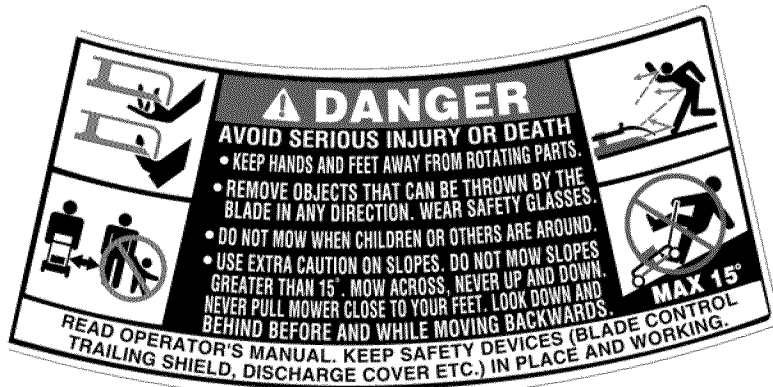 DANGER
AVOID SERIOUS INJURY OR DEATH
• KEEP HANDS AND FEET AWAY FROM ROTATING PARTS.
• REMOVE OBJECTS THAT CAN BE THROWN BY THE
BLADE IN ANY DIRECTION. WEAR SAFETY GLASSES.
• DO NOT MOW WHEN CHILDREN OR OTHERS ARE AROUND.
• USE EXTRA CAUTION ON SLOPES. DO NOT MOW SLOPES
GREATER THAN 15°. MOW ACROSS, NEVER UP AND DOWN.
NEVER PULL MOWER CLOSE TO YOUR FEET. LOOK DOWN AND
BEHIND BEFORE AND WHILE MOVING BACKWARDS.
MAX 15°
READ OPERATOR'S MANUAL. KEEP SAFETY DEVICES (BLADE CONTROL
TRAILING SHIELD, DISCHARGE COVER ETC.) IN PLACE AND WORKING.